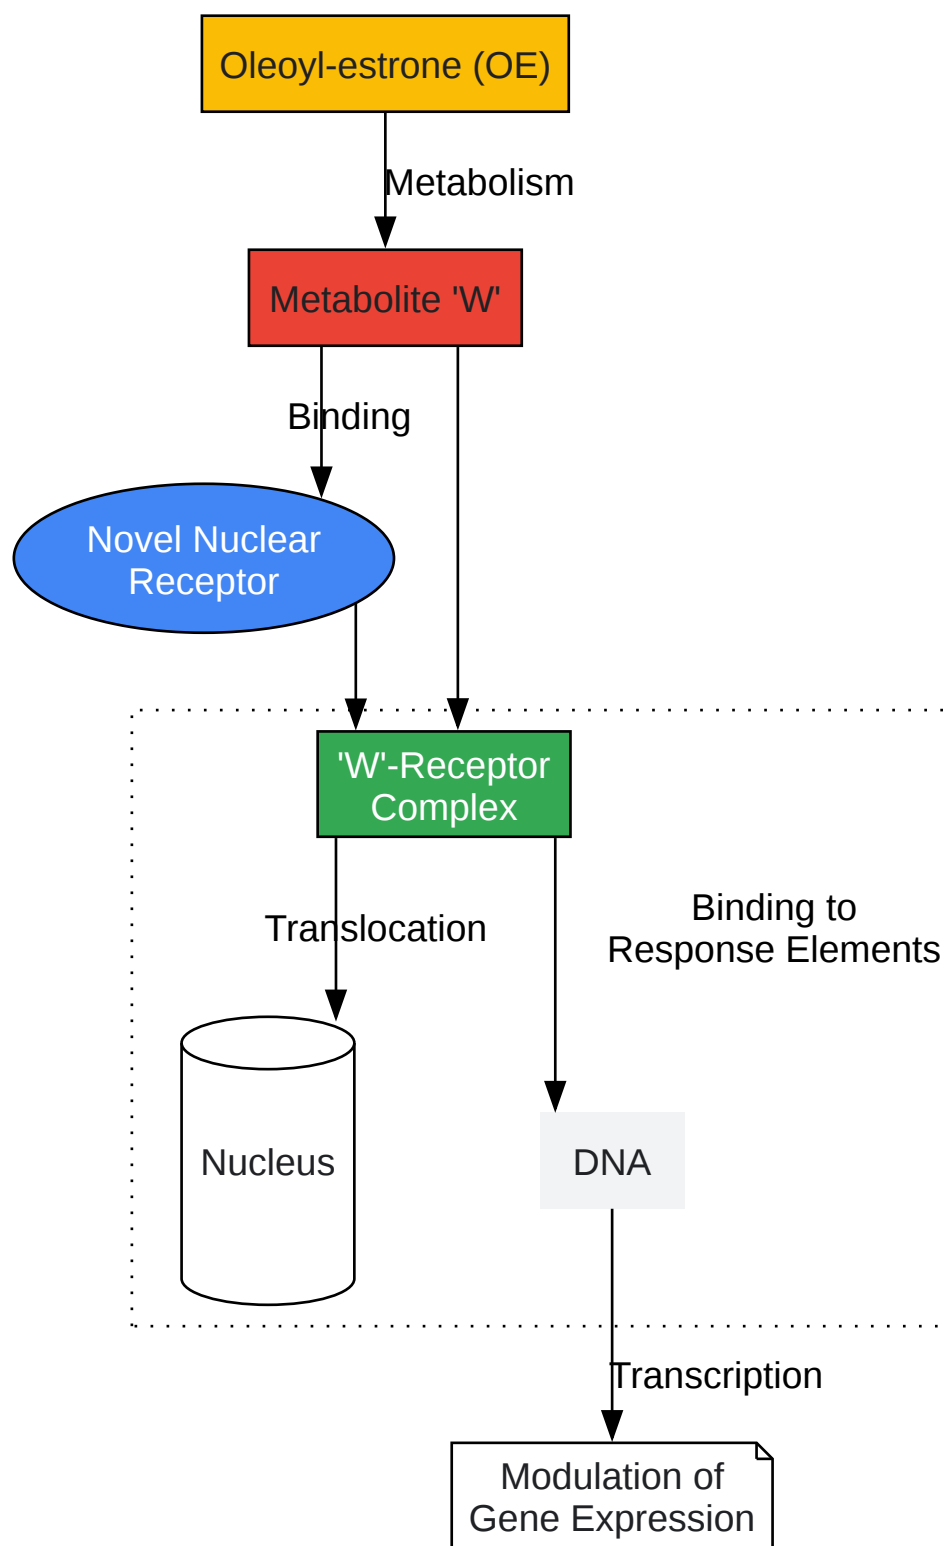 Oleoyl-estrone (OE)
Metabolism
Metabolite 'W'
Binding
Novel Nuclear
Receptor
'W'-Receptor
Complex
Translocation
Binding to
Response Elements
Nucleus
DNA
Transcription
Modulation of
Gene Expression